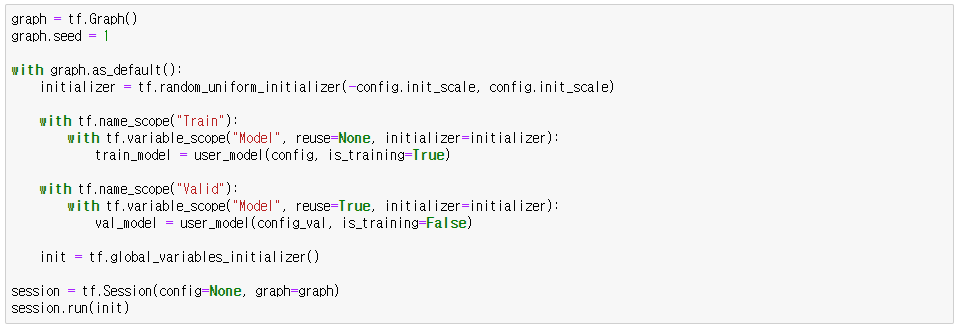 graph = tf.Graph()
graph.seed = 1
with graph.as_default():
    initializer = tf.random_uniform_initializer(-config.init_scale, config.init_scale)
    with tf.name_scope("Train"):
        with tf.variable_scope("Model", reuse=None, initializer=initializer):
            train_model = user_model(config, is_training=True)
    with tf.name_scope("Valid"):
        with tf.variable_scope("Model", reuse=True, initializer=initializer):
            val_model = user_model(config_val, is_training=False)
    init = tf.global_variables_initializer()
session = tf.Session(config=None, graph=graph)
session.run(init)